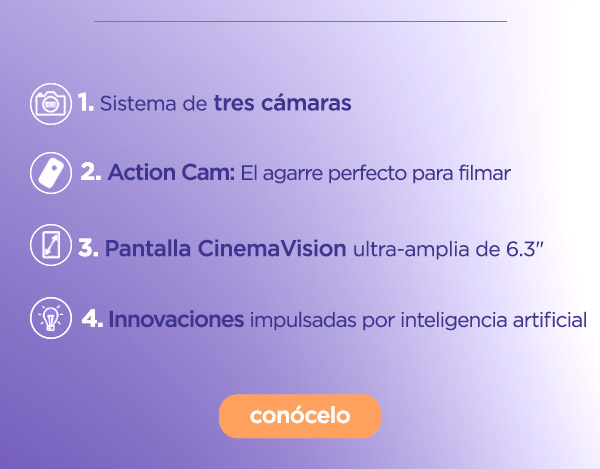 1. Sistema de tres cámaras
2. Action Cam: El agarre perfecto para filmar
3. Pantalla CinemaVision ultra-amplia de 6.3"
4. Innovaciones impulsadas por inteligencia artificial
conócelo